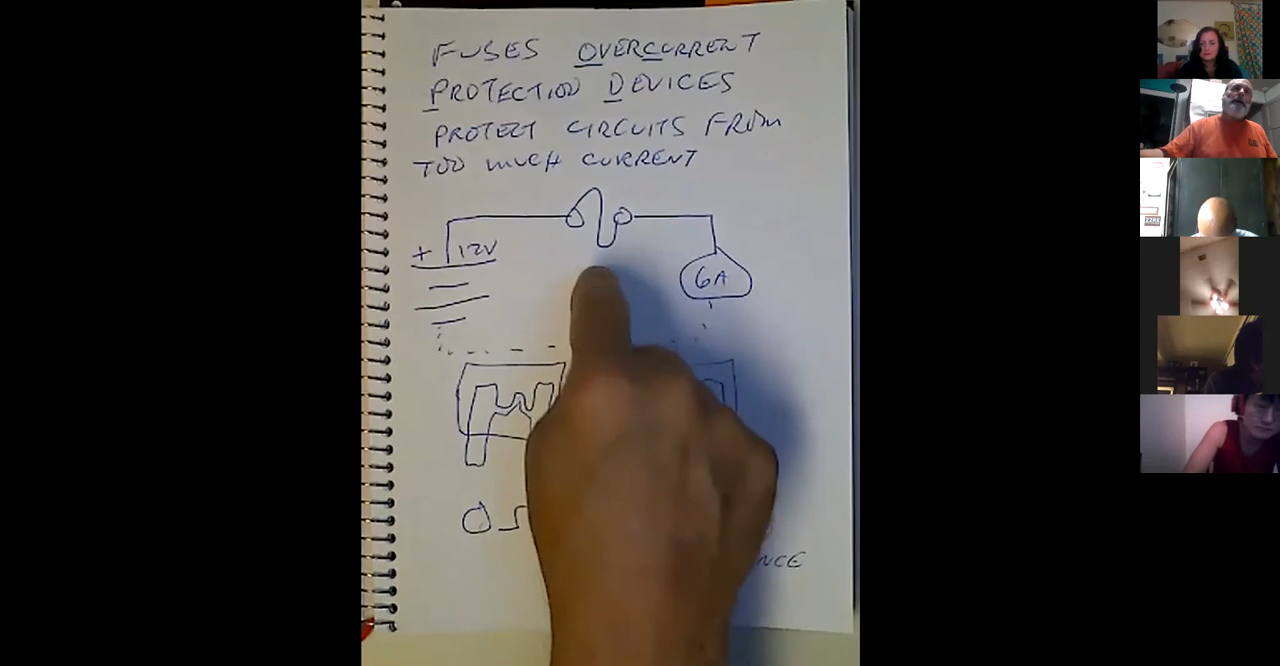 FUSES OVERCURRENT
PROTECTION DEVICES
PROTECT CIRCUITS FROM
TOO MUCH CURRENT
+ 12V
6A